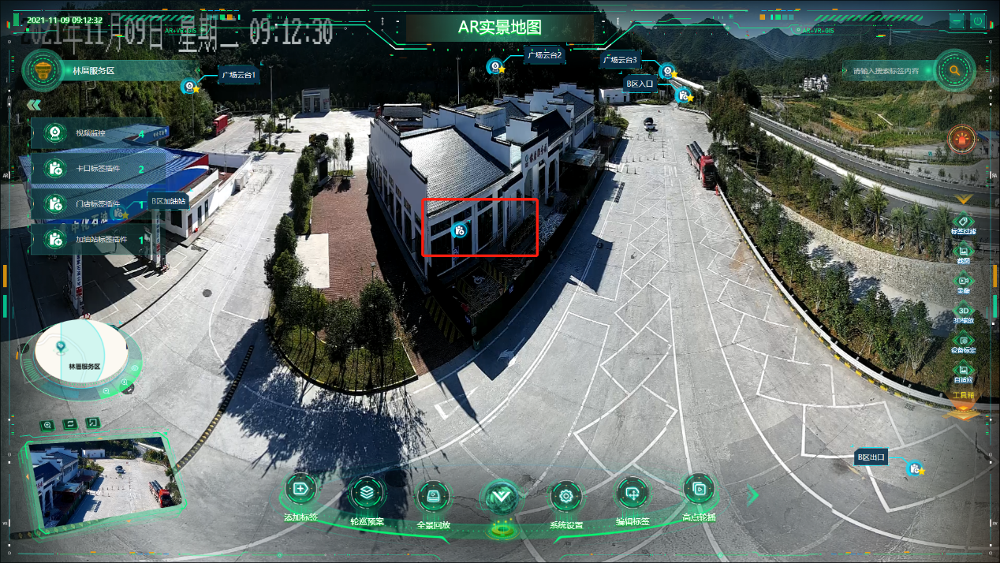 2021-11-09 09:12:32
2021年11月09日 星期二 09:12:30
AR+VR+GIS
AR实景地图
AR+VR+GIS
林厝服务区
广场云台1
广场云台2
广场云台3
B区入口
请输入搜索标签内容
视频监控 4
卡口标签插件 2
门店标签插件 1
B区加油站
加油站标签插件 1
标签过滤
截图
录像
3D
3D缩放
设备标定
自适应
工具箱
林厝服务区
B区出口
添加标签
轮巡预案
全景回放
系统设置
编辑标签
高点轮播